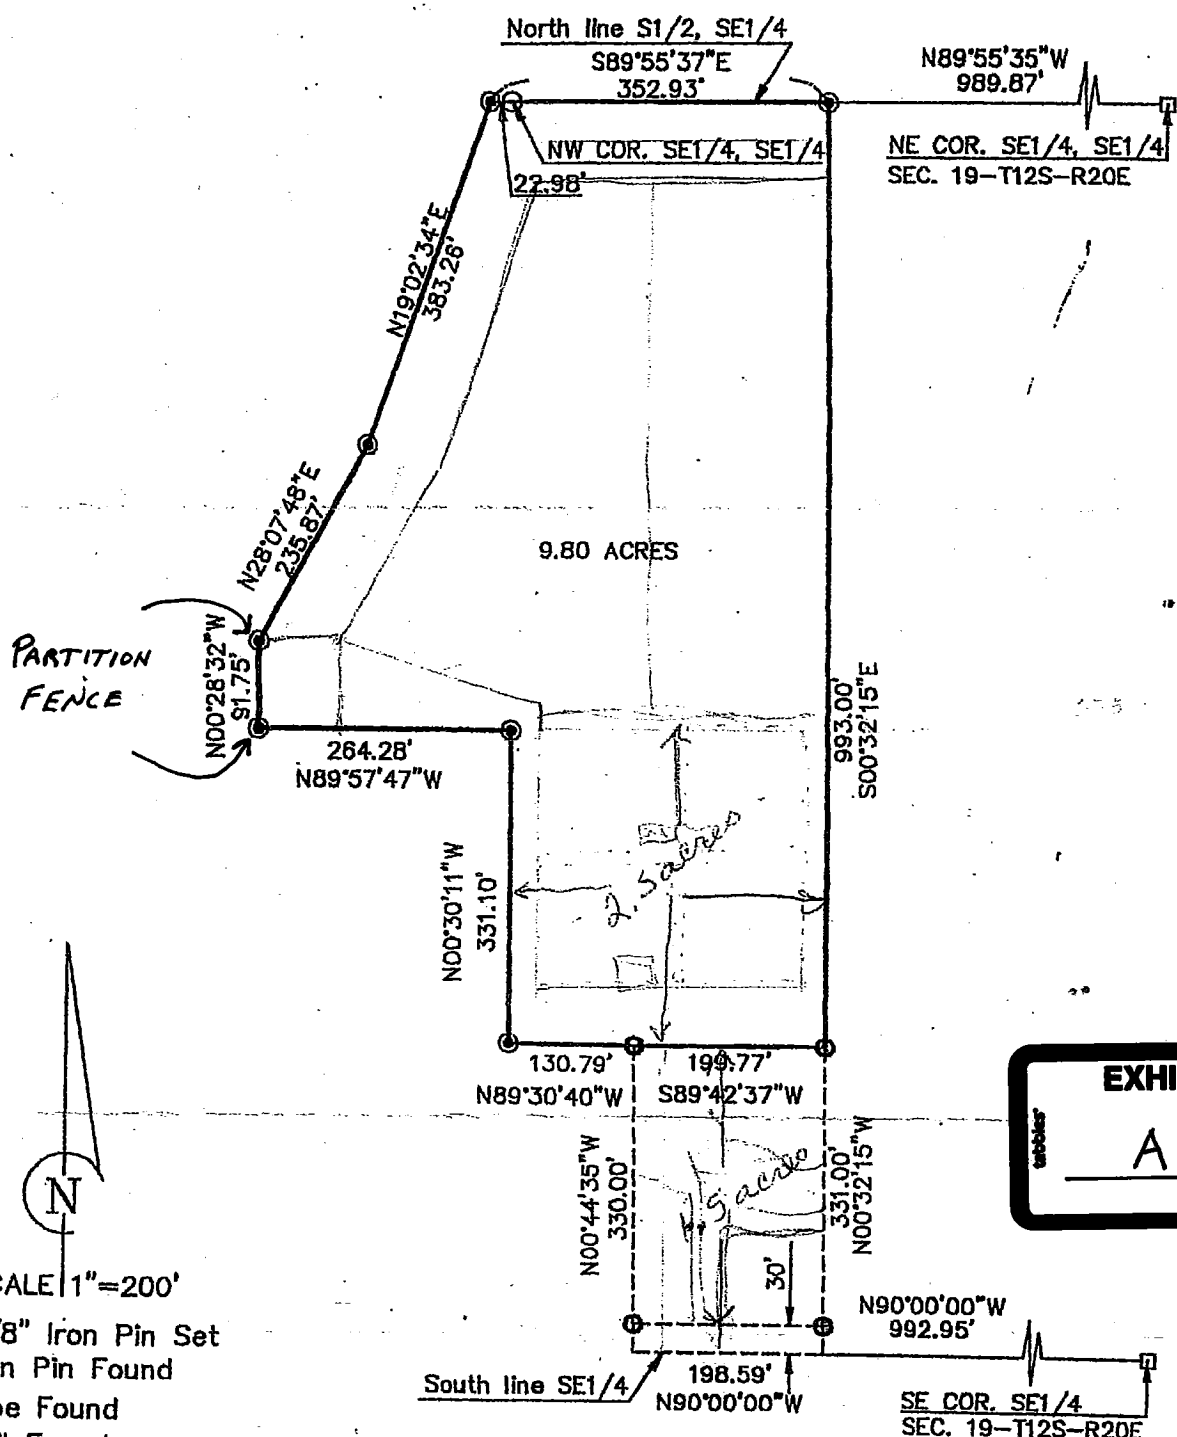 North line S1/2, SE1/4
S89°55'37"E
352.93'
N89°55'35"W
989.87'
NW COR. SE1/4, SE1/4
22.98'
NE COR. SE1/4, SE1/4
SEC. 19-T12S-R20E
N19°02'34"E
383.26'
N28°07'48"E
235.87'
9.80 ACRES
PARTITION
FENCE
N00°28'32"W
91.75'
264.28'
N89°57'47"W
993.00'
S00°32'15"E
N00°30'11"W
331.10'
2.5 acres
130.79'
N89°30'40"W
199.77'
S89°42'37"W
EXHI
tabbies'
A
N00°44'35"W
330.00'
acres
331.00'
N00°32'15"W
30'
N
CALE 1"=200'
/8" Iron Pin Set
n Pin Found
pe Found
N90°00'00"W
992.95'
South line SE1/4
198.59'
N90°00'00"W
SE COR. SE1/4
SEC. 19-T12S-R20E